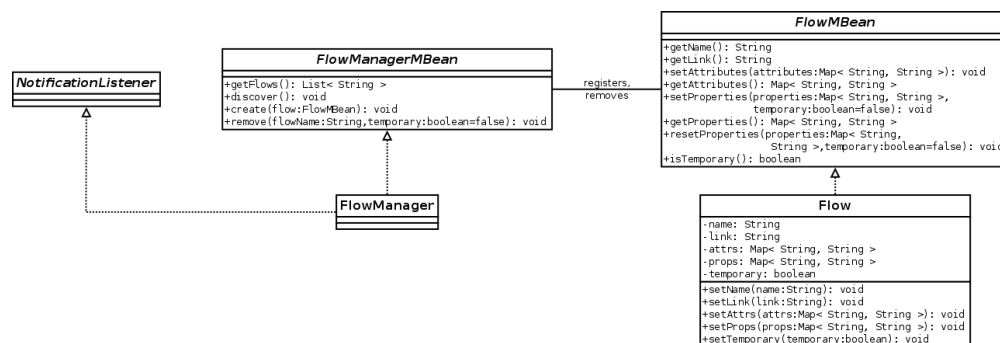 NotificationListener
FlowManagerMBean
+getFlows(): List< String >
+discover(): void
+create(flow:FlowMBean): void
+remove(flowName:String,temporary:boolean=false): void
registers,
removes
FlowMBean
+getName(): String
+getLink(): String
+setAttributes(attributes:Map< String, String >): void
+getAttributes(): Map< String, String >
+setProperties(properties:Map< String, String >,
temporary:boolean=false): void
+getProperties(): Map< String, String >
+resetProperties(properties:Map< String,
String >,temporary:boolean=false): void
+isTemporary(): boolean
FlowManager
Flow
-name: String
-link: String
-attrs: Map< String, String >
-props: Map< String, String >
-temporary: boolean
+setName(name:String): void
+setLink(link:String): void
+setAttrs(attrs:Map< String, String >): void
+setProps(props:Map< String, String >): void
+setTemporary(temporary:boolean): void